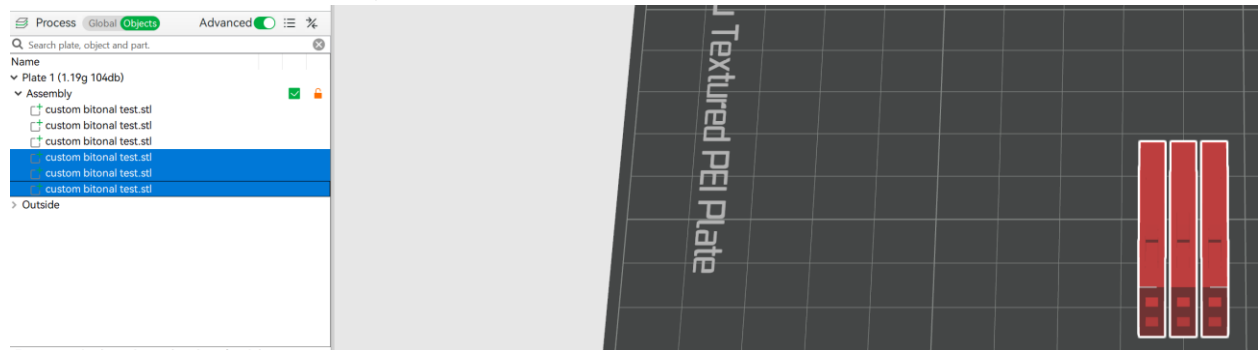 Process Global Objects Advanced
Search plate, object and part.
Name
Plate 1 (1.19g 104db)
Assembly
custom bitonal test.stl
custom bitonal test.stl
custom bitonal test.stl
custom bitonal test.stl
custom bitonal test.stl
custom bitonal test.stl
Outside
Textured PEI Plate